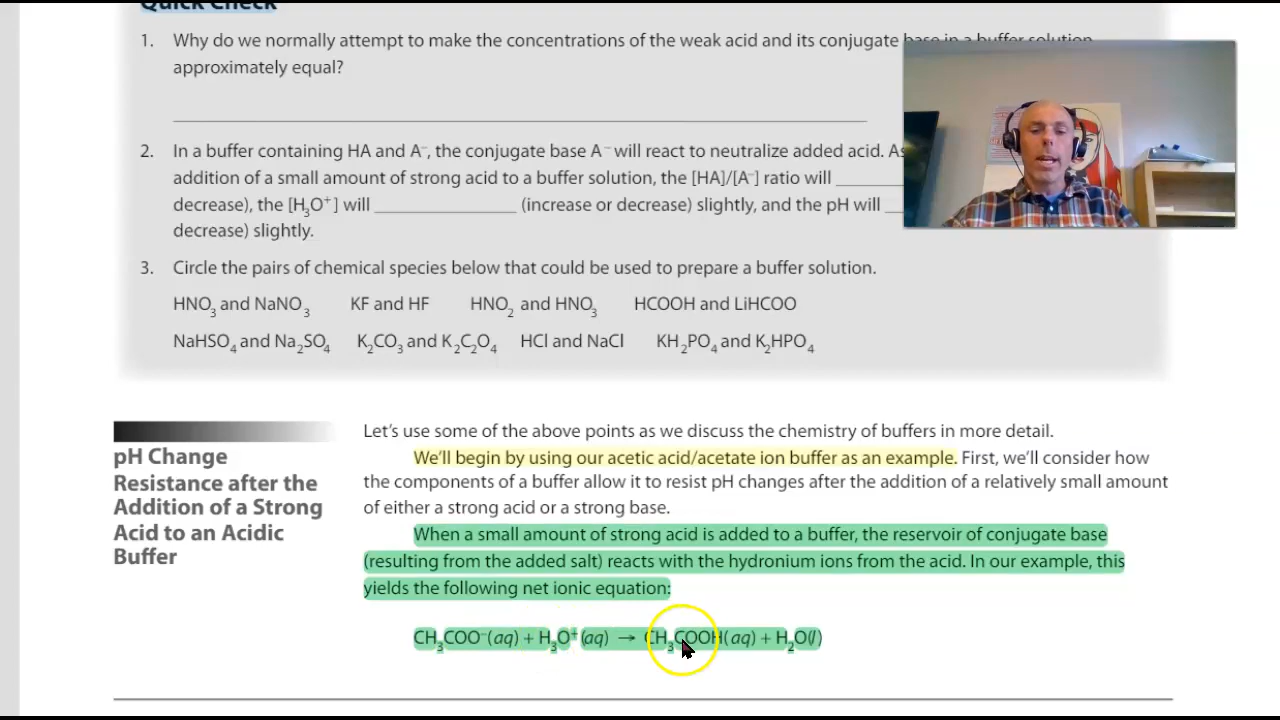 Quick Check
1. Why do we normally attempt to make the concentrations of the weak acid and its conjugate base in a buffer solution
approximately equal?
2. In a buffer containing HA and A⁻, the conjugate base A⁻ will react to neutralize added acid. As
addition of a small amount of strong acid to a buffer solution, the [HA]/[A⁻] ratio will ________
decrease), the [H₃O⁺] will ______________ (increase or decrease) slightly, and the pH will __
decrease) slightly.
3. Circle the pairs of chemical species below that could be used to prepare a buffer solution.
HNO₃ and NaNO₃ KF and HF HNO₂ and HNO₃ HCOOH and LiHCOO
NaHSO₄ and Na₂SO₄ K₂CO₃ and K₂C₂O₄ HCl and NaCl KH₂PO₄ and K₂HPO₄
pH Change
Resistance after the
Addition of a Strong
Acid to an Acidic
Buffer
Let's use some of the above points as we discuss the chemistry of buffers in more detail.
We'll begin by using our acetic acid/acetate ion buffer as an example. First, we'll consider how
the components of a buffer allow it to resist pH changes after the addition of a relatively small amount
of either a strong acid or a strong base.
When a small amount of strong acid is added to a buffer, the reservoir of conjugate base
(resulting from the added salt) reacts with the hydronium ions from the acid. In our example, this
yields the following net ionic equation:
CH₃COO⁻(aq) + H₃O⁺(aq) → CH₃COOH(aq) + H₂O(l)